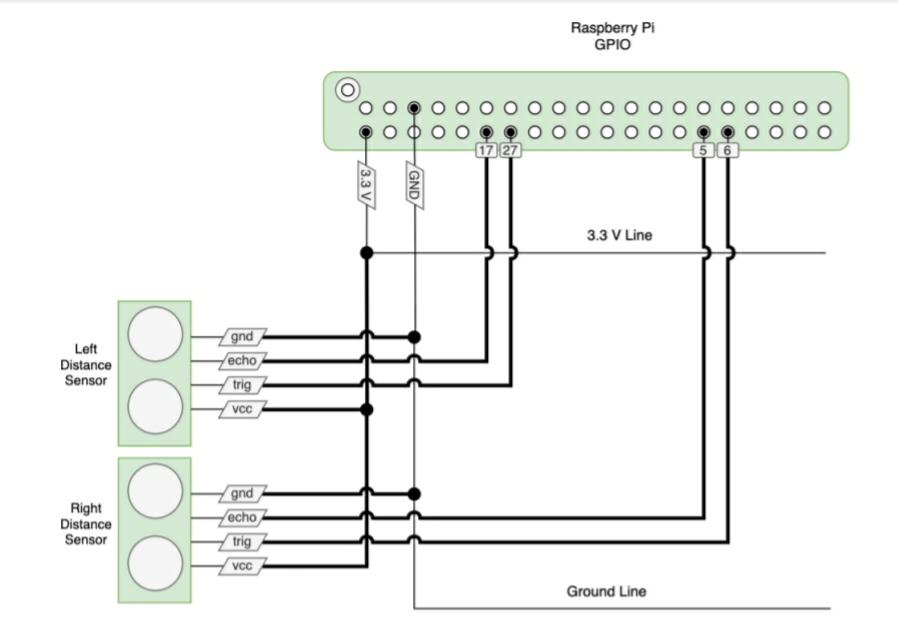 Raspberry Pi
GPIO
17 27 5 6
3.3 V GND
3.3 V Line
gnd
Left
Distance
Sensor
echo
trig
vcc
gnd
Right
Distance
Sensor
echo
trig
vcc
Ground Line